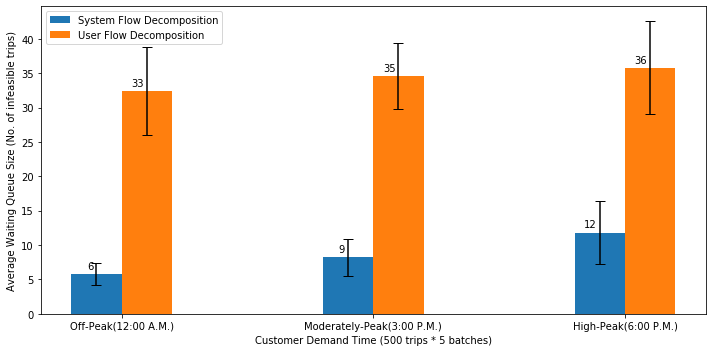 System Flow Decomposition
User Flow Decomposition
Average Waiting Queue Size (No. of infeasible trips)
40
35
30
25
20
15
10
5
0
6
33
9
35
12
36
Off-Peak(12:00 A.M.)
Moderately-Peak(3:00 P.M.)
High-Peak(6:00 P.M.)
Customer Demand Time (500 trips * 5 batches)